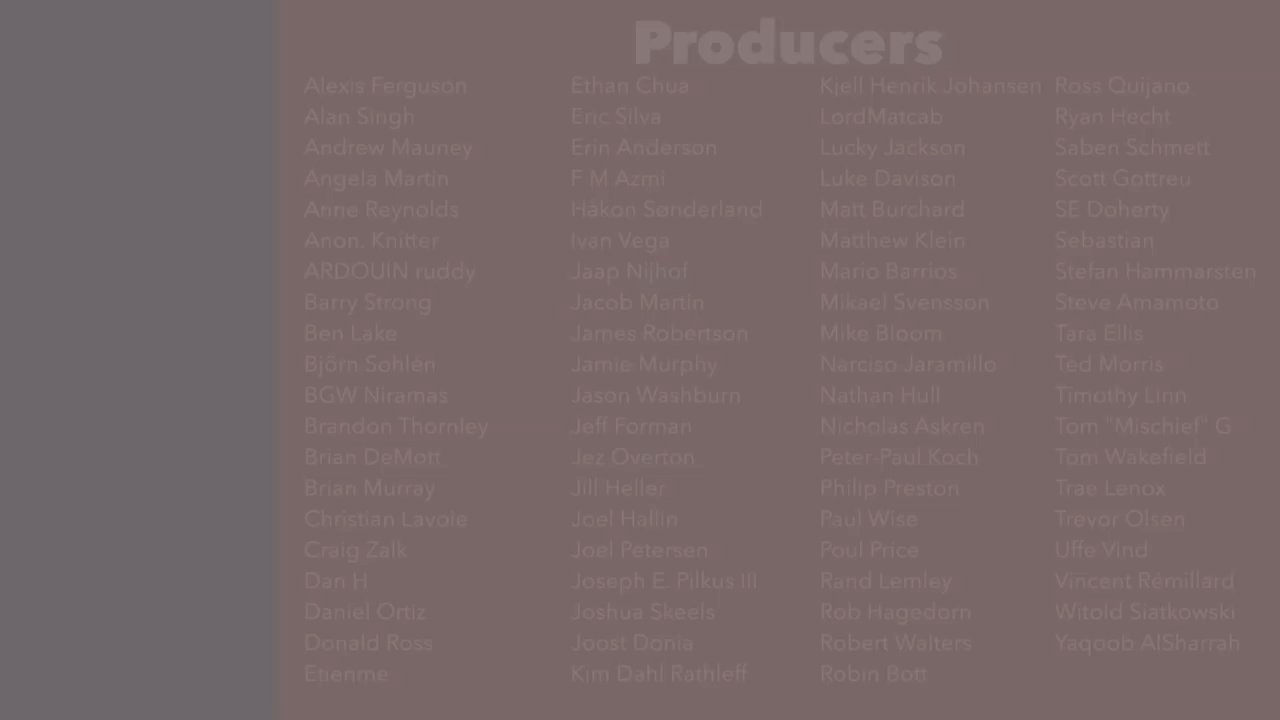 Producers
Alexis Ferguson
Alan Singh
Andrew Mauney
Angela Martin
Anne Reynolds
Anon. Knitter
ARDOUIN ruddy
Barry Strong
Ben Lake
Björn Sohlén
BGW Niramas
Brandon Thornley
Brian DeMott
Brian Murray
Christian Lavoie
Craig Zalk
Dan H
Daniel Ortiz
Donald Ross
Etienme
Ethan Chua
Eric Silva
Erin Anderson
F M Azmi
Håkon Sønderland
Ivan Vega
Jaap Nijhof
Jacob Martin
James Robertson
Jamie Murphy
Jason Washburn
Jeff Forman
Jez Overton
Jill Heller
Joel Hallin
Joel Petersen
Joseph E. Pilkus III
Joshua Skeels
Joost Donia
Kim Dahl Rathleff
Kjell Henrik Johansen
LordMatcab
Lucky Jackson
Luke Davison
Matt Burchard
Matthew Klein
Mario Barrios
Mikael Svensson
Mike Bloom
Narciso Jaramillo
Nathan Hull
Nicholas Askren
Peter-Paul Koch
Philip Preston
Paul Wise
Poul Price
Rand Lemley
Rob Hagedorn
Robert Walters
Robin Bott
Ross Quijano
Ryan Hecht
Saben Schmett
Scott Gottreu
SE Doherty
Sebastian
Stefan Hammarsten
Steve Amamoto
Tara Ellis
Ted Morris
Timothy Linn
Tom "Mischief" G
Tom Wakefield
Trae Lenox
Trevor Olsen
Uffe Vind
Vincent Remillard
Witold Siatkowski
Yaqoob AlSharrah